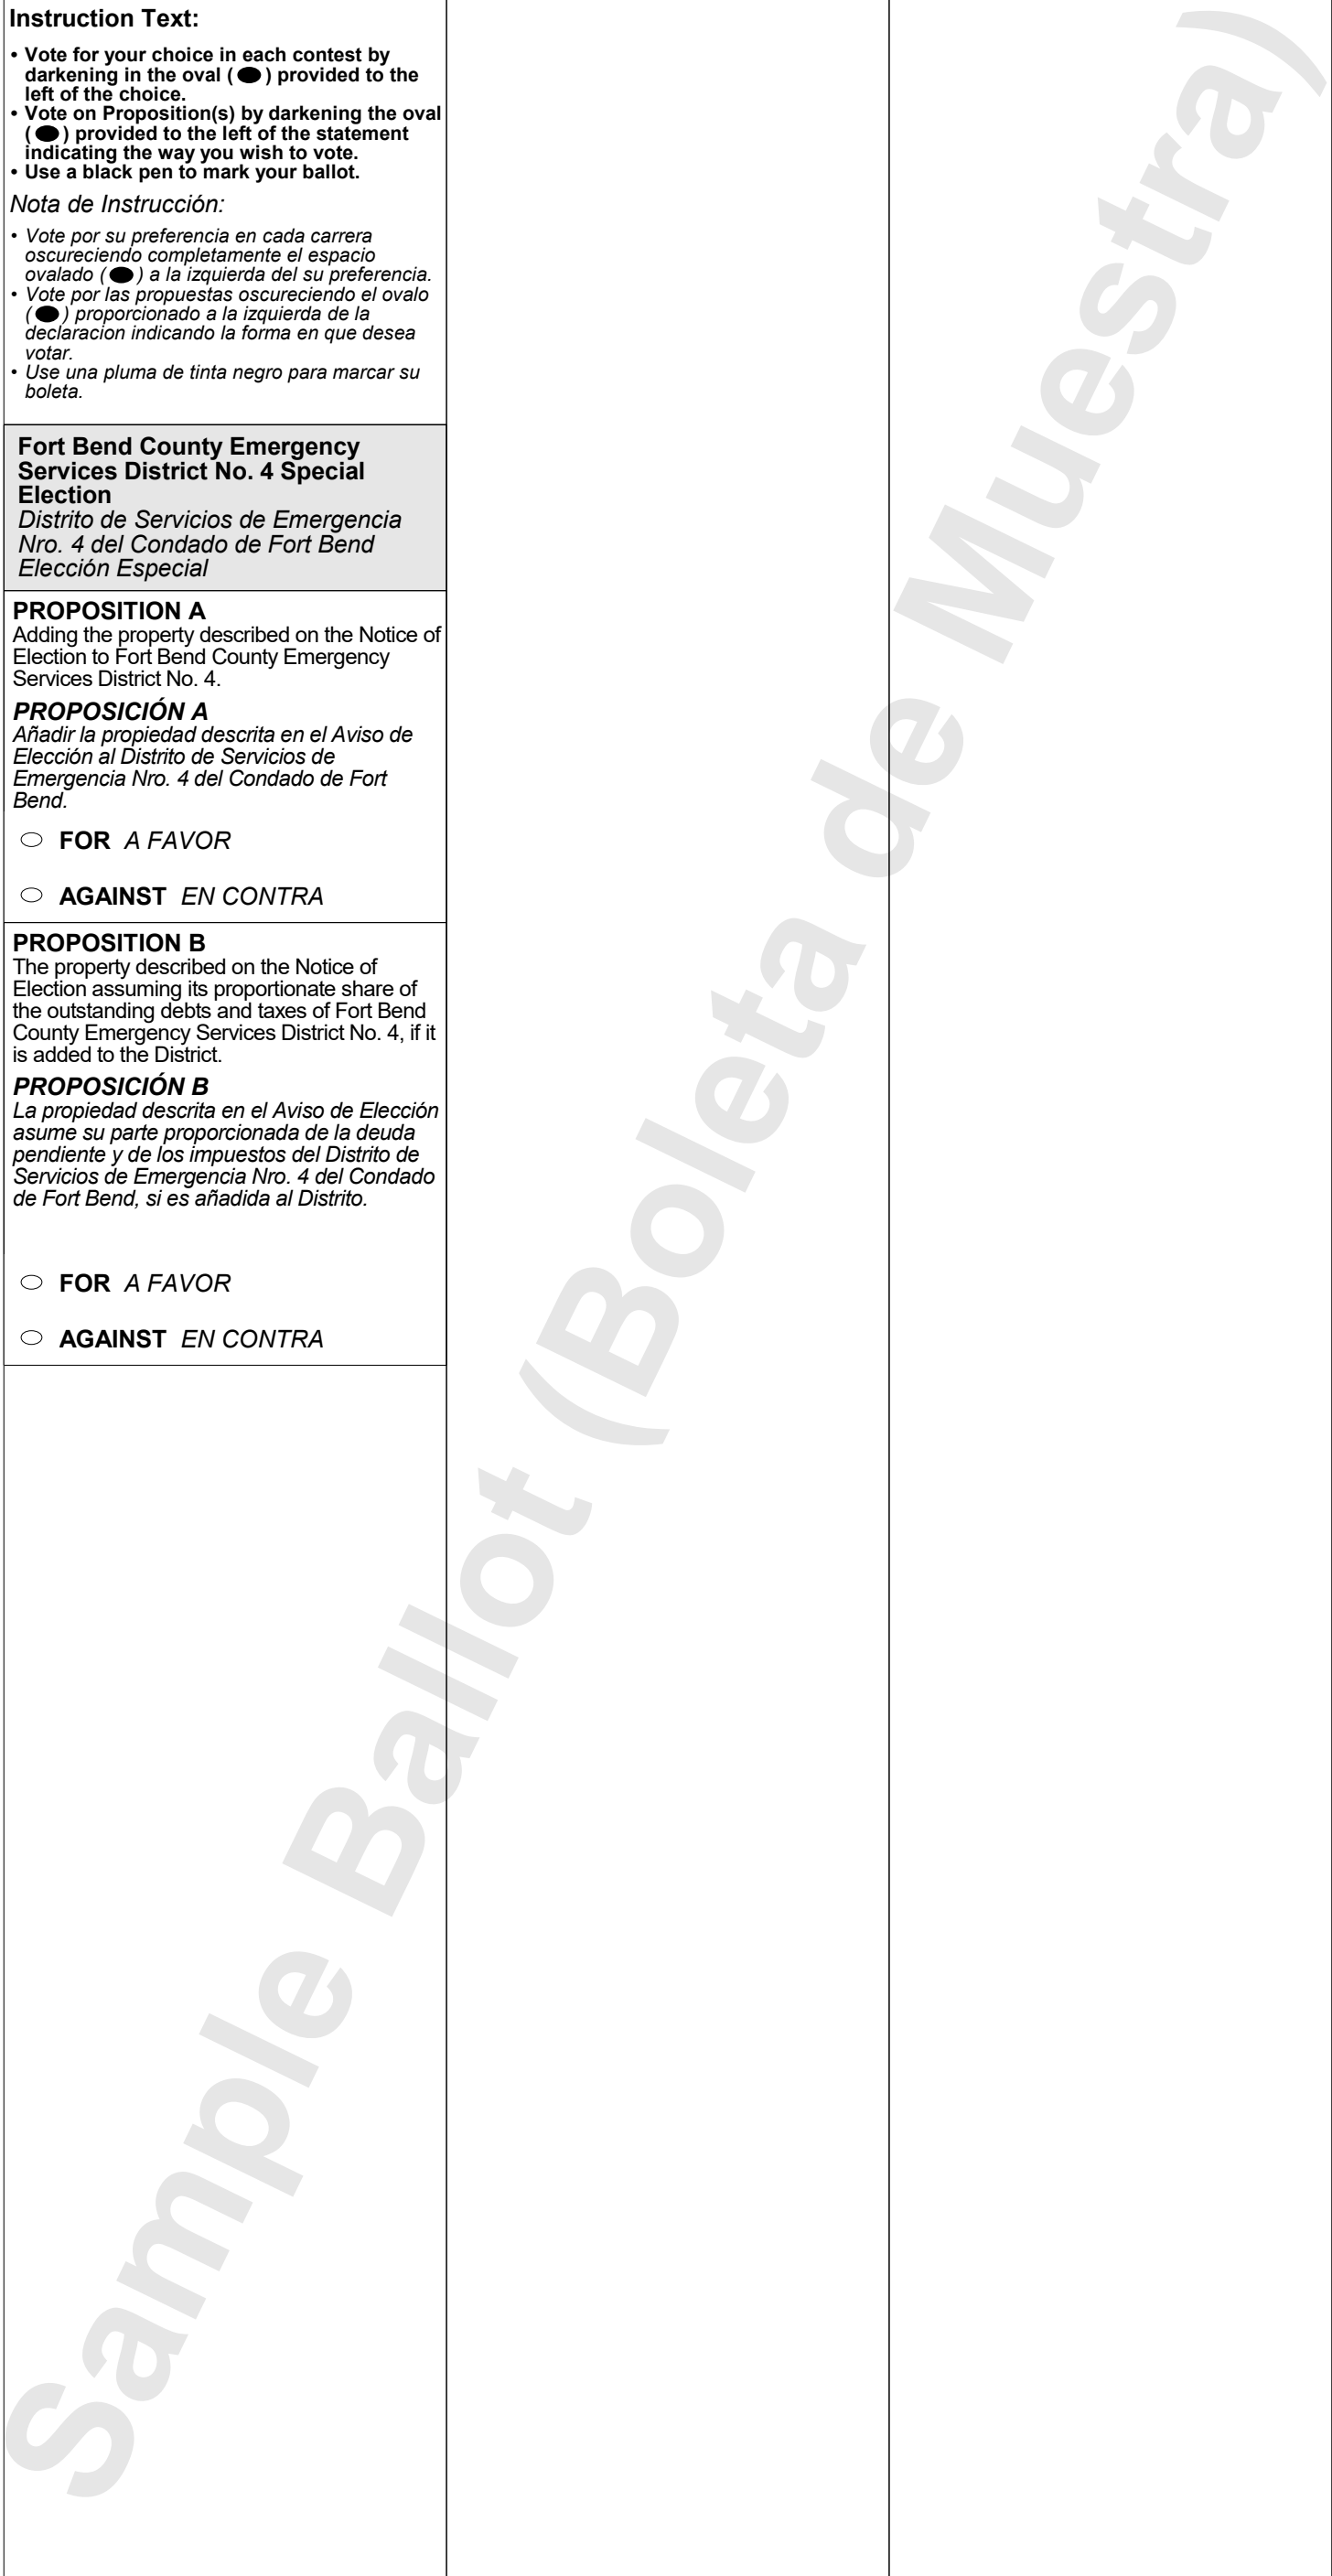 Instruction Text:
• Vote for your choice in each contest by
darkening in the oval (⬬) provided to the
left of the choice.
• Vote on Proposition(s) by darkening the oval
(⬬) provided to the left of the statement
indicating the way you wish to vote.
• Use a black pen to mark your ballot.
Nota de Instrucción:
• Vote por su preferencia en cada carrera
oscureciendo completamente el espacio
ovalado (⬬) a la izquierda del su preferencia.
• Vote por las propuestas oscureciendo el ovalo
(⬬) proporcionado a la izquierda de la
declaracion indicando la forma en que desea
votar.
• Use una pluma de tinta negro para marcar su
boleta.
Fort Bend County Emergency
Services District No. 4 Special
Election
Distrito de Servicios de Emergencia
Nro. 4 del Condado de Fort Bend
Elección Especial
PROPOSITION A
Adding the property described on the Notice of
Election to Fort Bend County Emergency
Services District No. 4.
PROPOSICIÓN A
Añadir la propiedad descrita en el Aviso de
Elección al Distrito de Servicios de
Emergencia Nro. 4 del Condado de Fort
Bend.
FOR A FAVOR
AGAINST EN CONTRA
PROPOSITION B
The property described on the Notice of
Election assuming its proportionate share of
the outstanding debts and taxes of Fort Bend
County Emergency Services District No. 4, if it
is added to the District.
PROPOSICIÓN B
La propiedad descrita en el Aviso de Elección
asume su parte proporcionada de la deuda
pendiente y de los impuestos del Distrito de
Servicios de Emergencia Nro. 4 del Condado
de Fort Bend, si es añadida al Distrito.
FOR A FAVOR
AGAINST EN CONTRA
Sample Ballot (Boleta de Muestra)